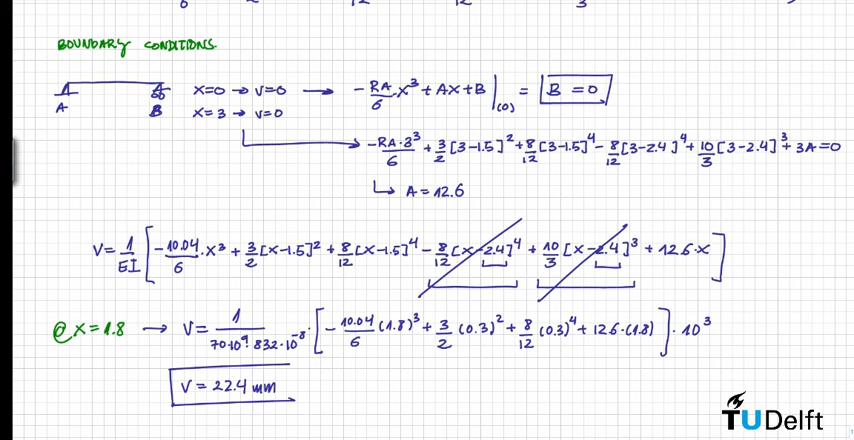 6 12 12 3
BOUNDARY CONDITIONS.
x=0 → v=0 → -RA/6 · x³ + Ax + B |(0) = B = 0
A B x=3 → v=0
→ -RA·3³/6 + 3/2 [3-1.5]² + 8/12 [3-1.5]⁴ - 8/12 [3-2.4]⁴ + 10/3 [3-2.4]³ + 3A = 0
↳ A = 12.6
V = 1/EI [ -10.04/6 · x³ + 3/2 [x-1.5]² + 8/12 [x-1.5]⁴ - 8/12 [x-2.4]⁴ + 10/3 [x-2.4]³ + 12.6·x ]
@ x=1.8 → V = 1/70·10⁹·832·10⁻⁸ · [ -10.04/6 (1.8)³ + 3/2 (0.3)² + 8/12 (0.3)⁴ + 12.6·(1.8) ] · 10³
V = 22.4 mm
TUDelft